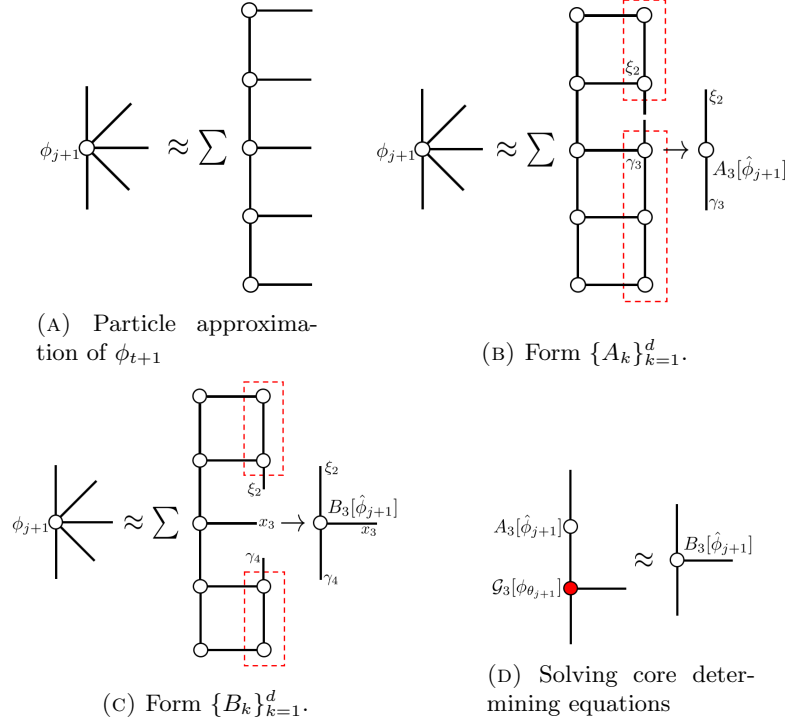 ϕ_{j+1} ≈ ∑
(A) Particle approxima-
tion of ϕ_{t+1}
ϕ_{j+1} ≈ ∑ ξ_2 γ_3 → ξ_2 A_3[ϕ̂_{j+1}] γ_3
(B) Form {A_k}_{k=1}^d.
ϕ_{j+1} ≈ ∑ ξ_2 x_3 γ_4 → ξ_2 B_3[ϕ̂_{j+1}] x_3 γ_4
(C) Form {B_k}_{k=1}^d.
A_3[ϕ̂_{j+1}]
𝒢_3[ϕ_{θ_{j+1}}] ≈ B_3[ϕ̂_{j+1}]
(D) Solving core deter-
mining equations